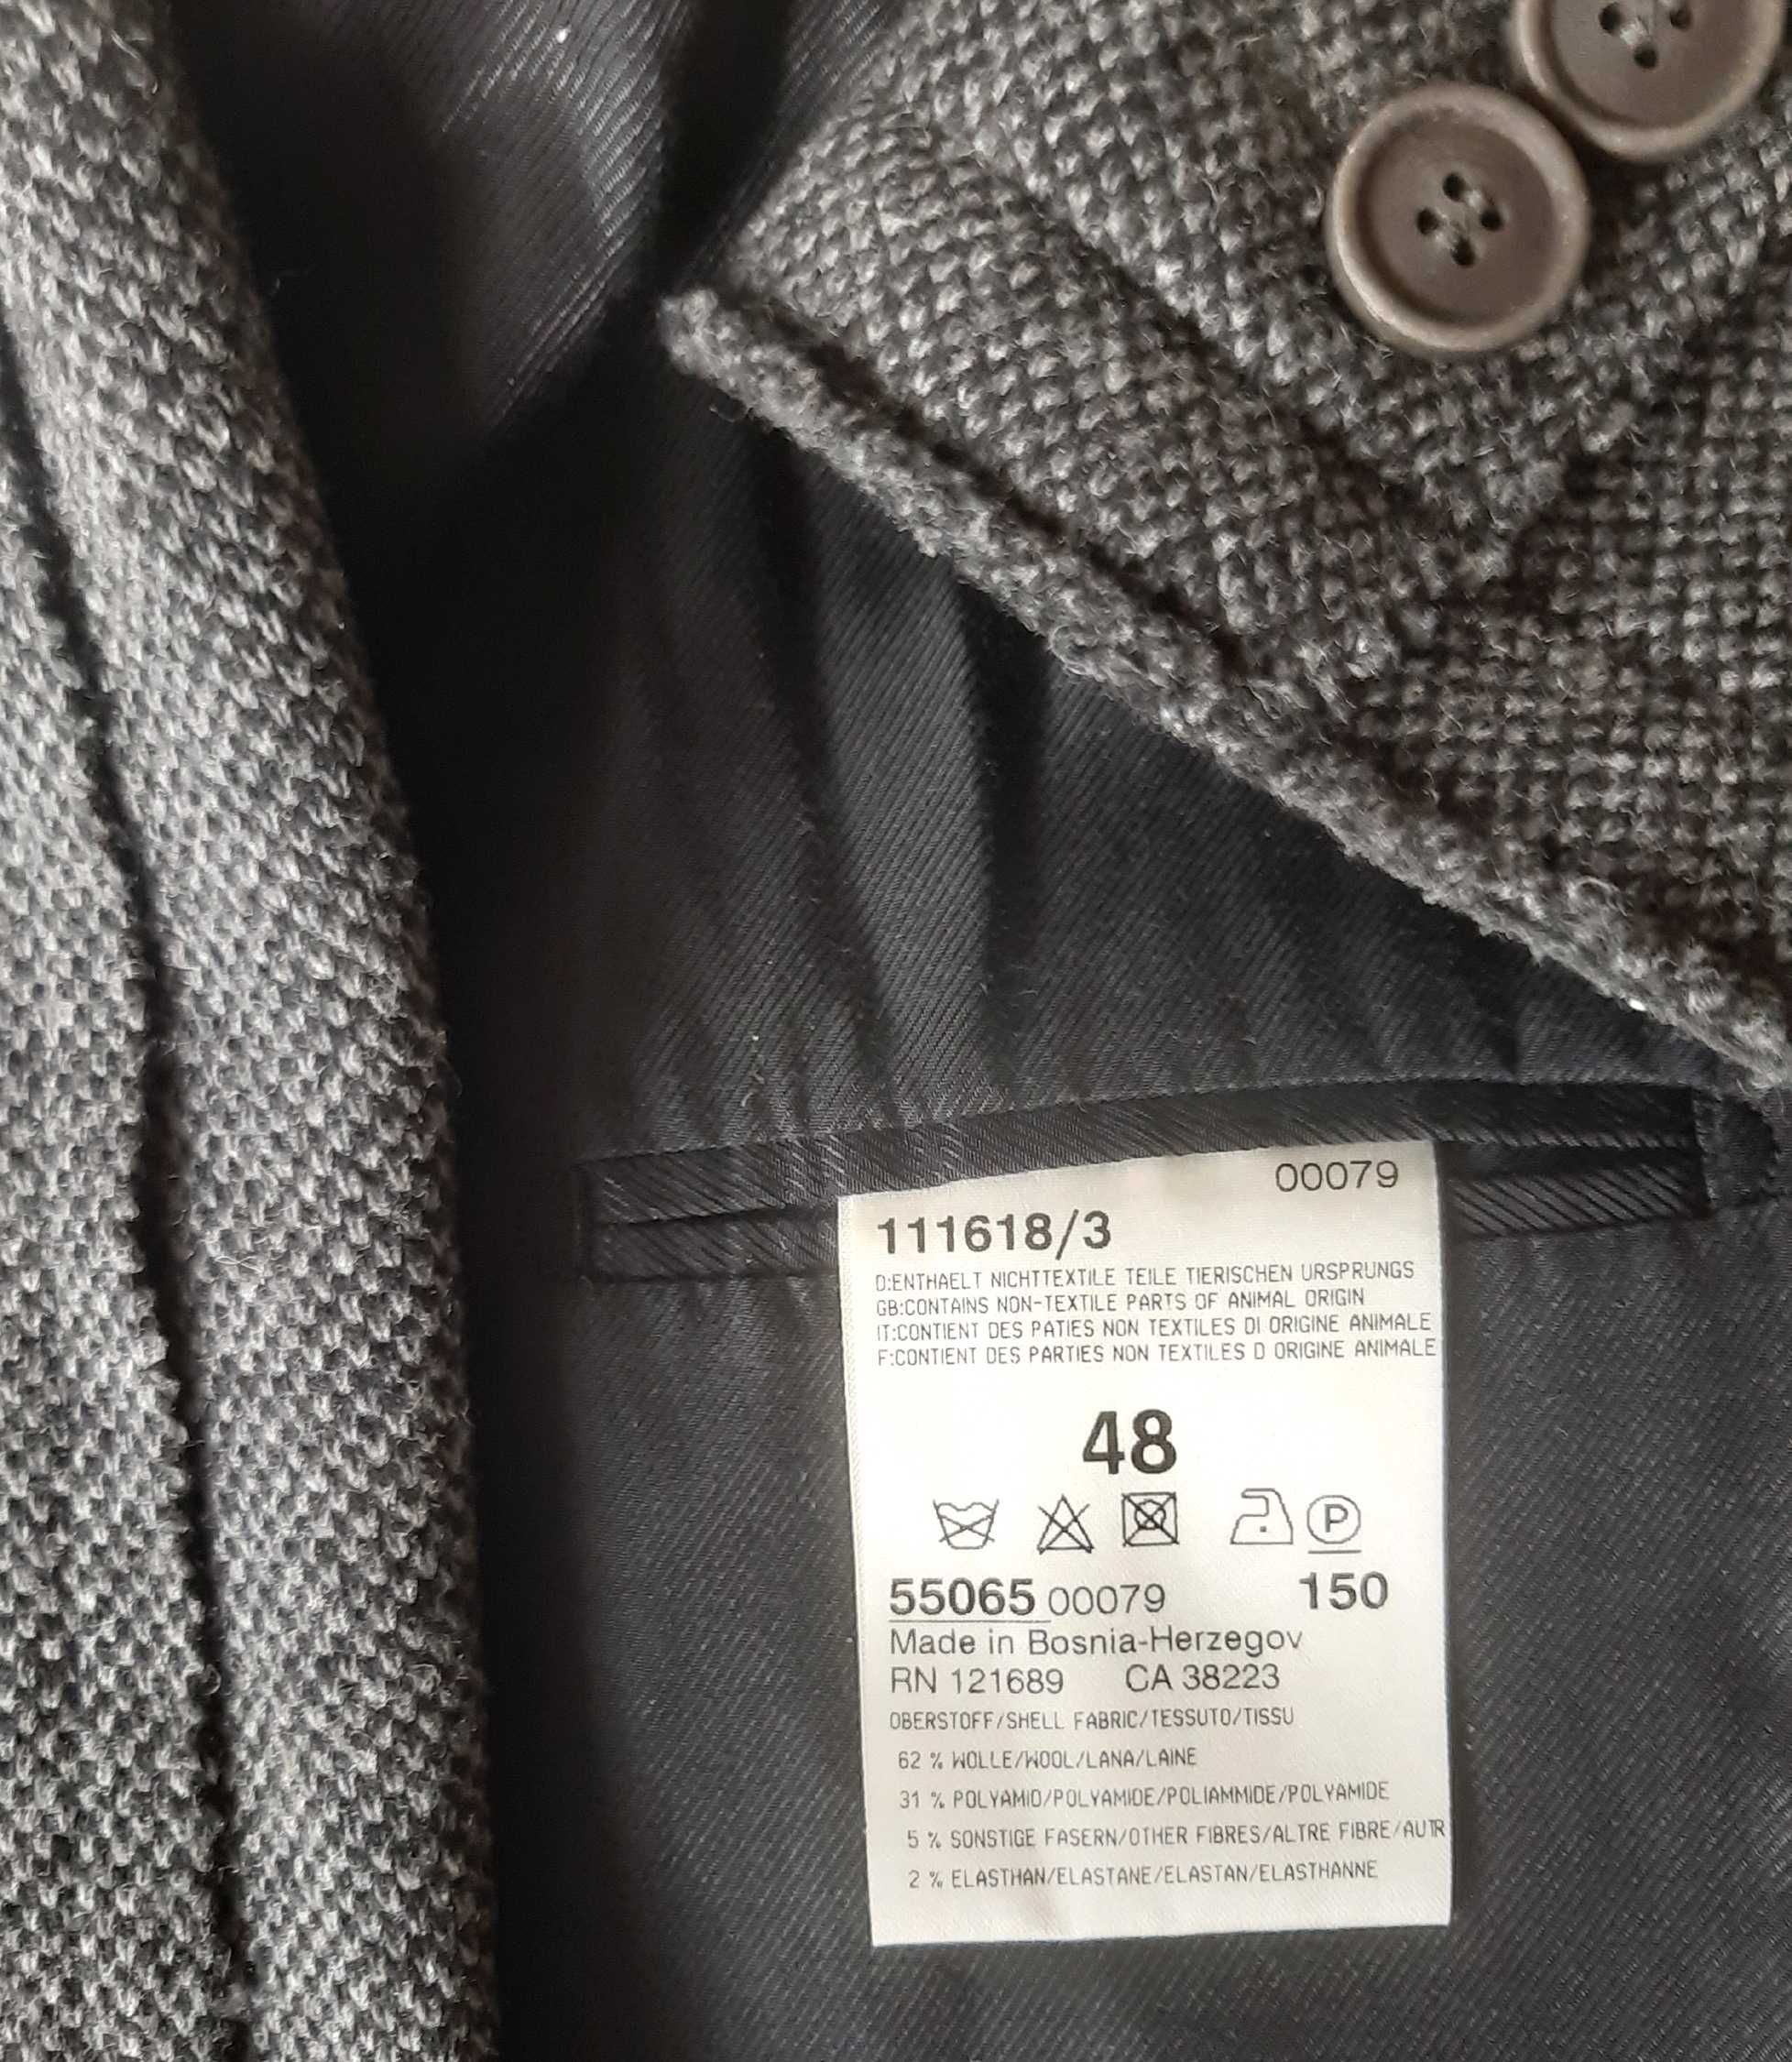 00079
111618/3
D:ENTHAELT NICHTTEXTILE TEILE TIERISCHEN URSPRUNGS
GB:CONTAINS NON-TEXTILE PARTS OF ANIMAL ORIGIN
IT:CONTIENT DES PATIES NON TEXTILES DI ORIGINE ANIMALE
F:CONTIENT DES PARTIES NON TEXTILES D ORIGINE ANIMALE
48
P
55065 00079 150
Made in Bosnia-Herzegov
RN 121689 CA 38223
OBERSTOFF/SHELL FABRIC/TESSUTO/TISSU
62 % WOLLE/WOOL/LANA/LAINE
31 % POLYAMID/POLYAMIDE/POLIAMMIDE/POLYAMIDE
5 % SONSTIGE FASERN/OTHER FIBRES/ALTRE FIBRE/AUTR
2 % ELASTHAN/ELASTANE/ELASTAN/ELASTHANNE